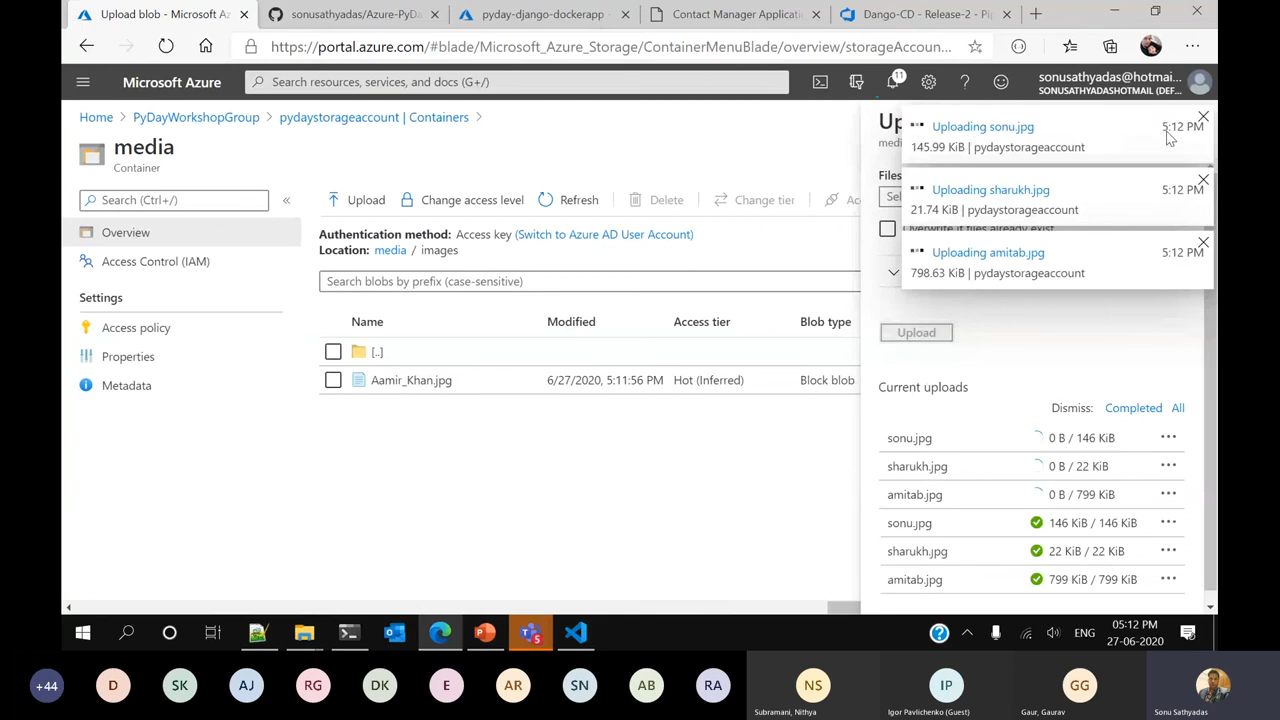 Upload blob - Microsoft Az
sonusathyadas/Azure-PyDa
pyday-django-dockerapp
Contact Manager Applicati
Dango-CD - Release-2 - Pip
https://portal.azure.com/#blade/Microsoft_Azure_Storage/ContainerMenuBlade/overview/storageAccoun...
Microsoft Azure
Search resources, services, and docs (G+/)
11
sonusathyadas@hotmai...
SONUSATHYADASHOTMAIL (DEF...
Home > PyDayWorkshopGroup > pydaystorageaccount | Containers >
media
Container
Search (Ctrl+/)
«
Overview
Access Control (IAM)
Settings
Access policy
Properties
Metadata
Upload
Change access level
Refresh
Delete
Change tier
Authentication method: Access key (Switch to Azure AD User Account)
Location: media / images
Search blobs by prefix (case-sensitive)
Name Modified Access tier Blob type
[..]
Aamir_Khan.jpg 6/27/2020, 5:11:56 PM Hot (Inferred) Block blob
Uploading sonu.jpg 5:12 PM
145.99 KiB | pydaystorageaccount
Uploading sharukh.jpg 5:12 PM
21.74 KiB | pydaystorageaccount
Overwrite if files already exist
Uploading amitab.jpg 5:12 PM
798.63 KiB | pydaystorageaccount
Upload
Current uploads
Dismiss: Completed All
sonu.jpg 0 B / 146 KiB
sharukh.jpg 0 B / 22 KiB
amitab.jpg 0 B / 799 KiB
sonu.jpg 146 KiB / 146 KiB
sharukh.jpg 22 KiB / 22 KiB
amitab.jpg 799 KiB / 799 KiB
ENG
05:12 PM
27-06-2020
+44
D
SK
AJ
RG
DK
E
AR
SN
AB
RA
NS
IP
GG
Subramani, Nithya
Igor Pavlichenko (Guest)
Gaur, Gaurav
Sonu Sathyadas